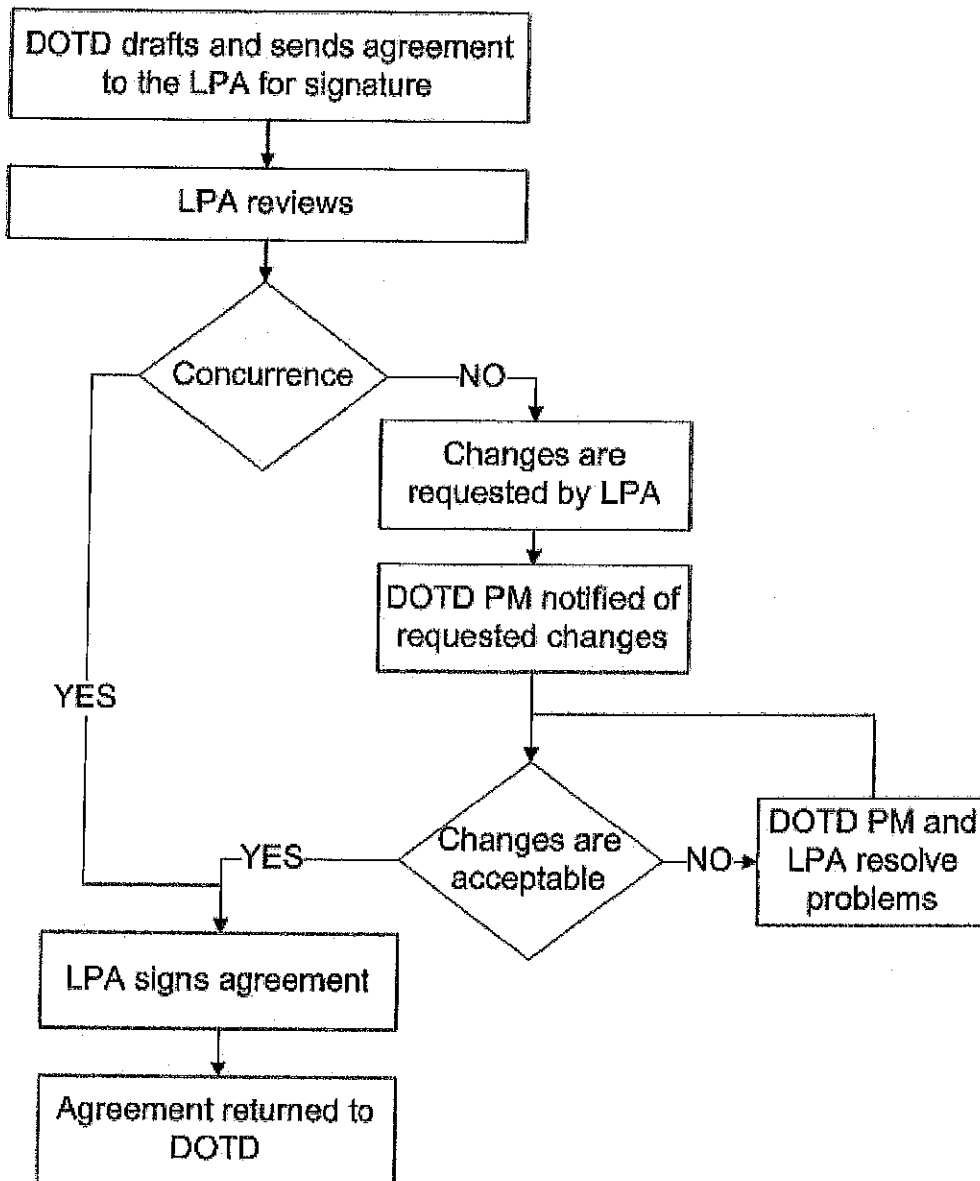 DOTD drafts and sends agreement
to the LPA for signature
LPA reviews
Concurrence
NO
Changes are
requested by LPA
DOTD PM notified of
requested changes
YES
Changes are
acceptable
YES
NO
DOTD PM and
LPA resolve
problems
LPA signs agreement
Agreement returned to
DOTD